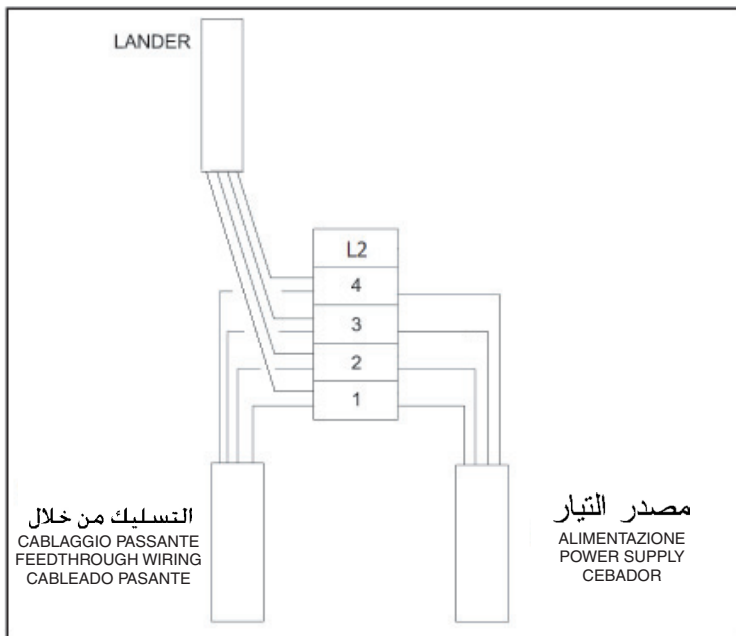 LANDER
L2
4
3
2
1
التسليك من خلال
CABLAGGIO PASSANTE
FEEDTHROUGH WIRING
CABLEADO PASANTE
مصدر التيار
ALIMENTAZIONE
POWER SUPPLY
CEBADOR